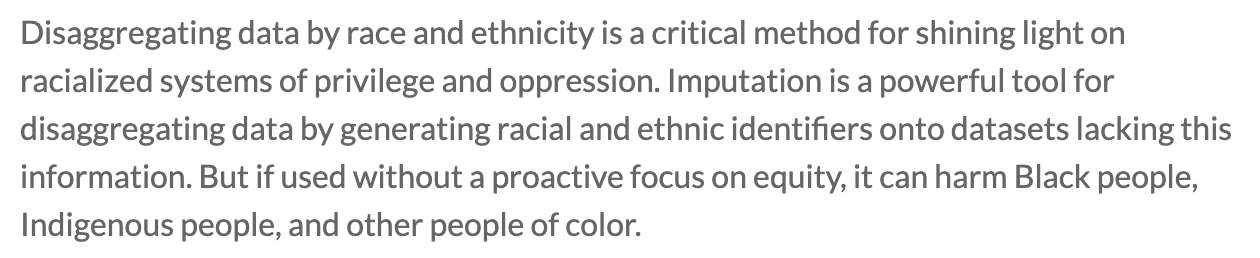 Disaggregating data by race and ethnicity is a critical method for shining light on
racialized systems of privilege and oppression. Imputation is a powerful tool for
disaggregating data by generating racial and ethnic identifiers onto datasets lacking this
information. But if used without a proactive focus on equity, it can harm Black people,
Indigenous people, and other people of color.